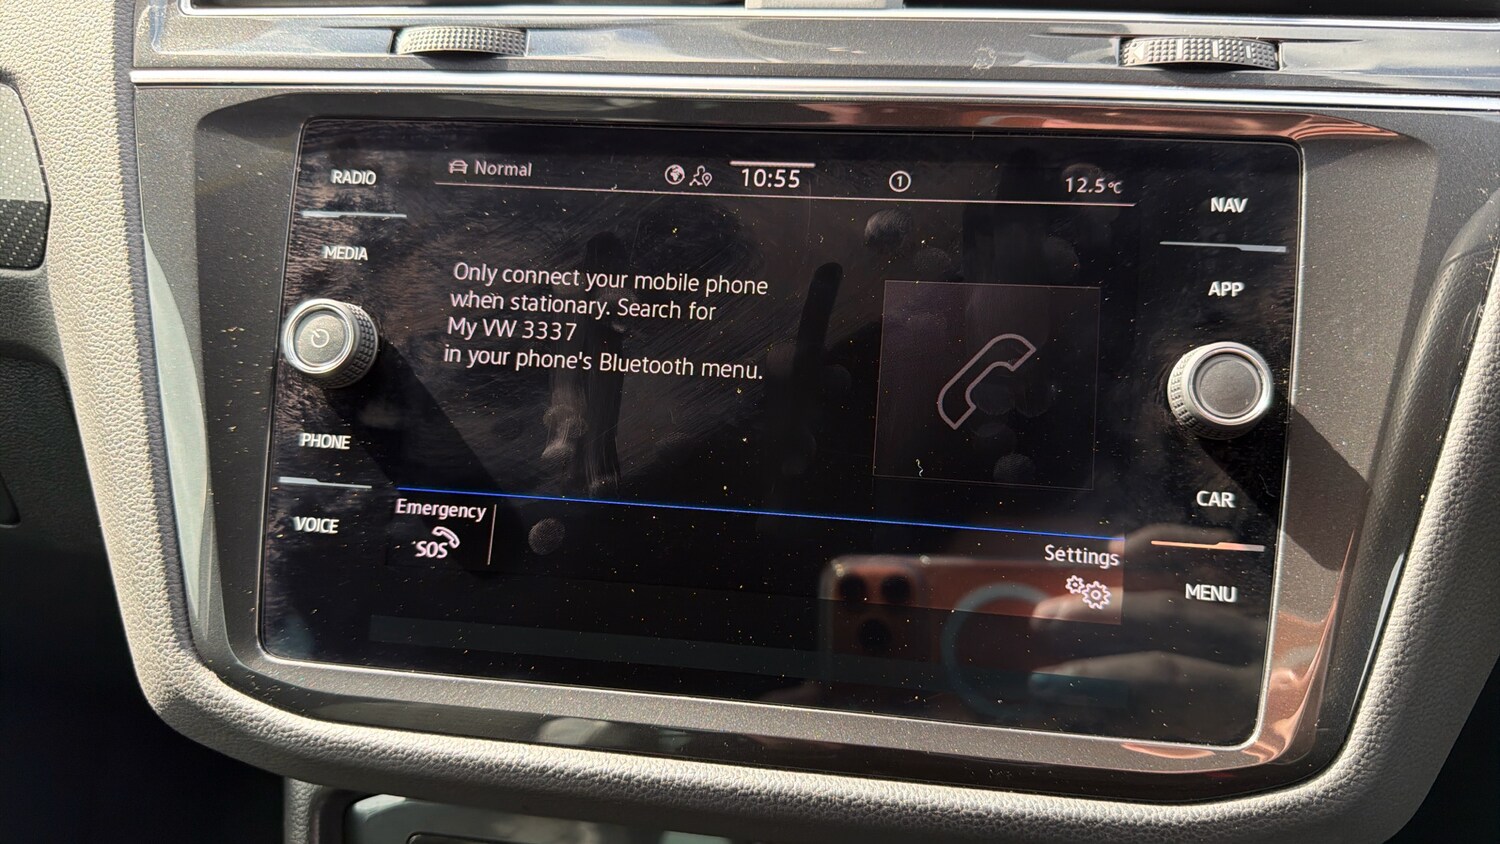 Normal
10:55
1
12.5°C
RADIO
MEDIA
PHONE
VOICE
Only connect your mobile phone
when stationary. Search for
My VW 3337
in your phone's Bluetooth menu.
Emergency
SOS
Settings
NAV
APP
CAR
MENU